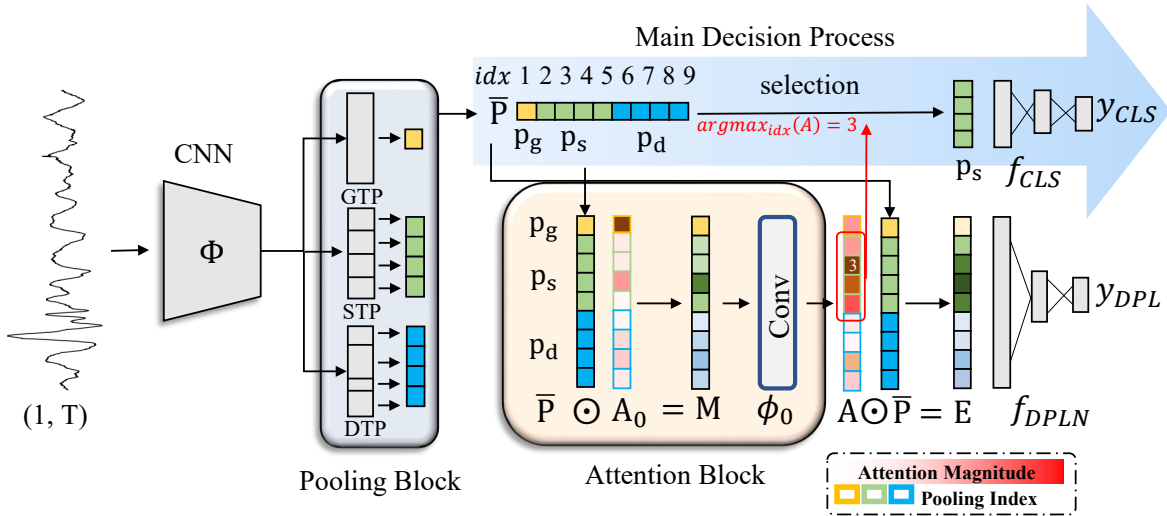 Main Decision Process
idx 1 2 3 4 5 6 7 8 9
P̅
selection
argmax_idx(A) = 3
p_g p_s p_d
p_s
f_CLS
y_CLS
CNN
Φ
(1, T)
GTP
STP
DTP
Pooling Block
p_g
p_s
p_d
Conv
3
P̅ ⊙ A_0 = M ϕ_0
A ⊙ P̅ = E
f_DPLN
y_DPL
Attention Block
Attention Magnitude
Pooling Index